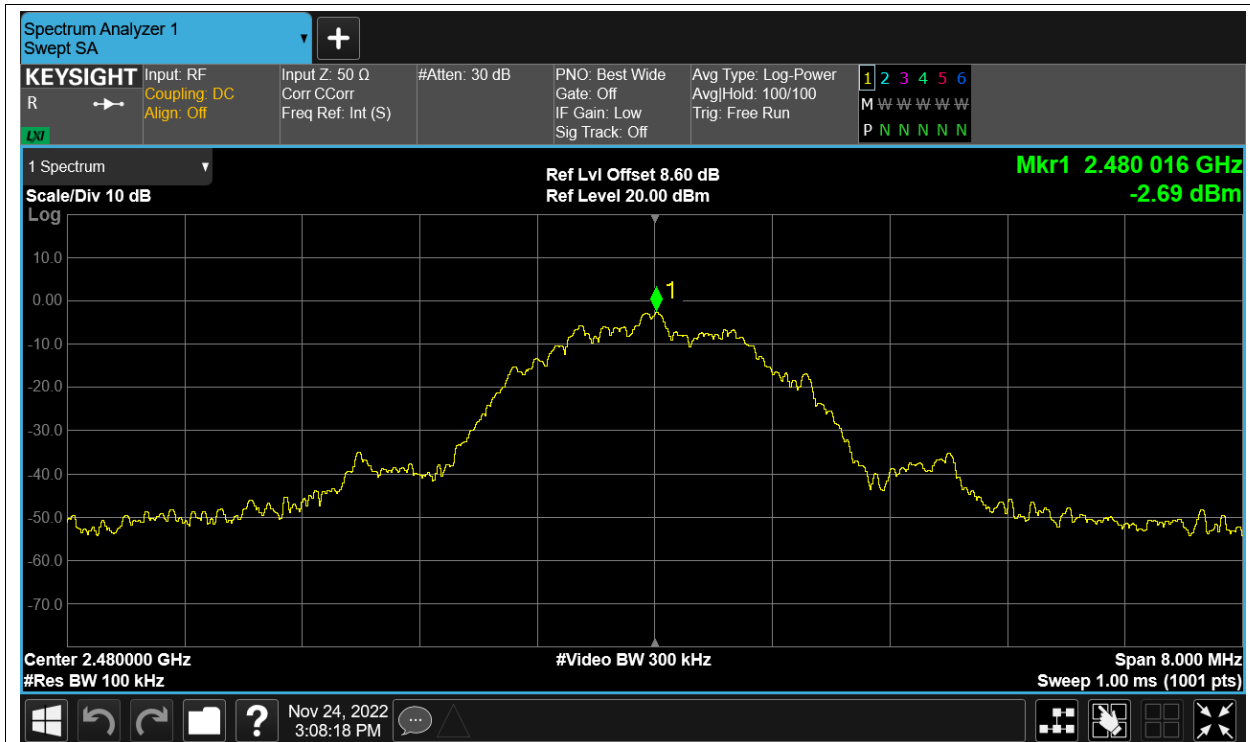 Spectrum Analyzer 1
Swept SA
+
KEYSIGHT
R
LXI
Input: RF
Coupling: DC
Align: Off
Input Z: 50 Ω
Corr CCorr
Freq Ref: Int (S)
#Atten: 30 dB
PNO: Best Wide
Gate: Off
IF Gain: Low
Sig Track: Off
Avg Type: Log-Power
Avg|Hold: 100/100
Trig: Free Run
1 2 3 4 5 6
M W W W W W
P N N N N N
1 Spectrum
Scale/Div 10 dB
Ref Lvl Offset 8.60 dB
Ref Level 20.00 dBm
Mkr1 2.480 016 GHz
-2.69 dBm
Log
10.0
0.00
-10.0
-20.0
-30.0
-40.0
-50.0
-60.0
-70.0
1
Center 2.480000 GHz
#Res BW 100 kHz
#Video BW 300 kHz
Span 8.000 MHz
Sweep 1.00 ms (1001 pts)
?
Nov 24, 2022
3:08:18 PM